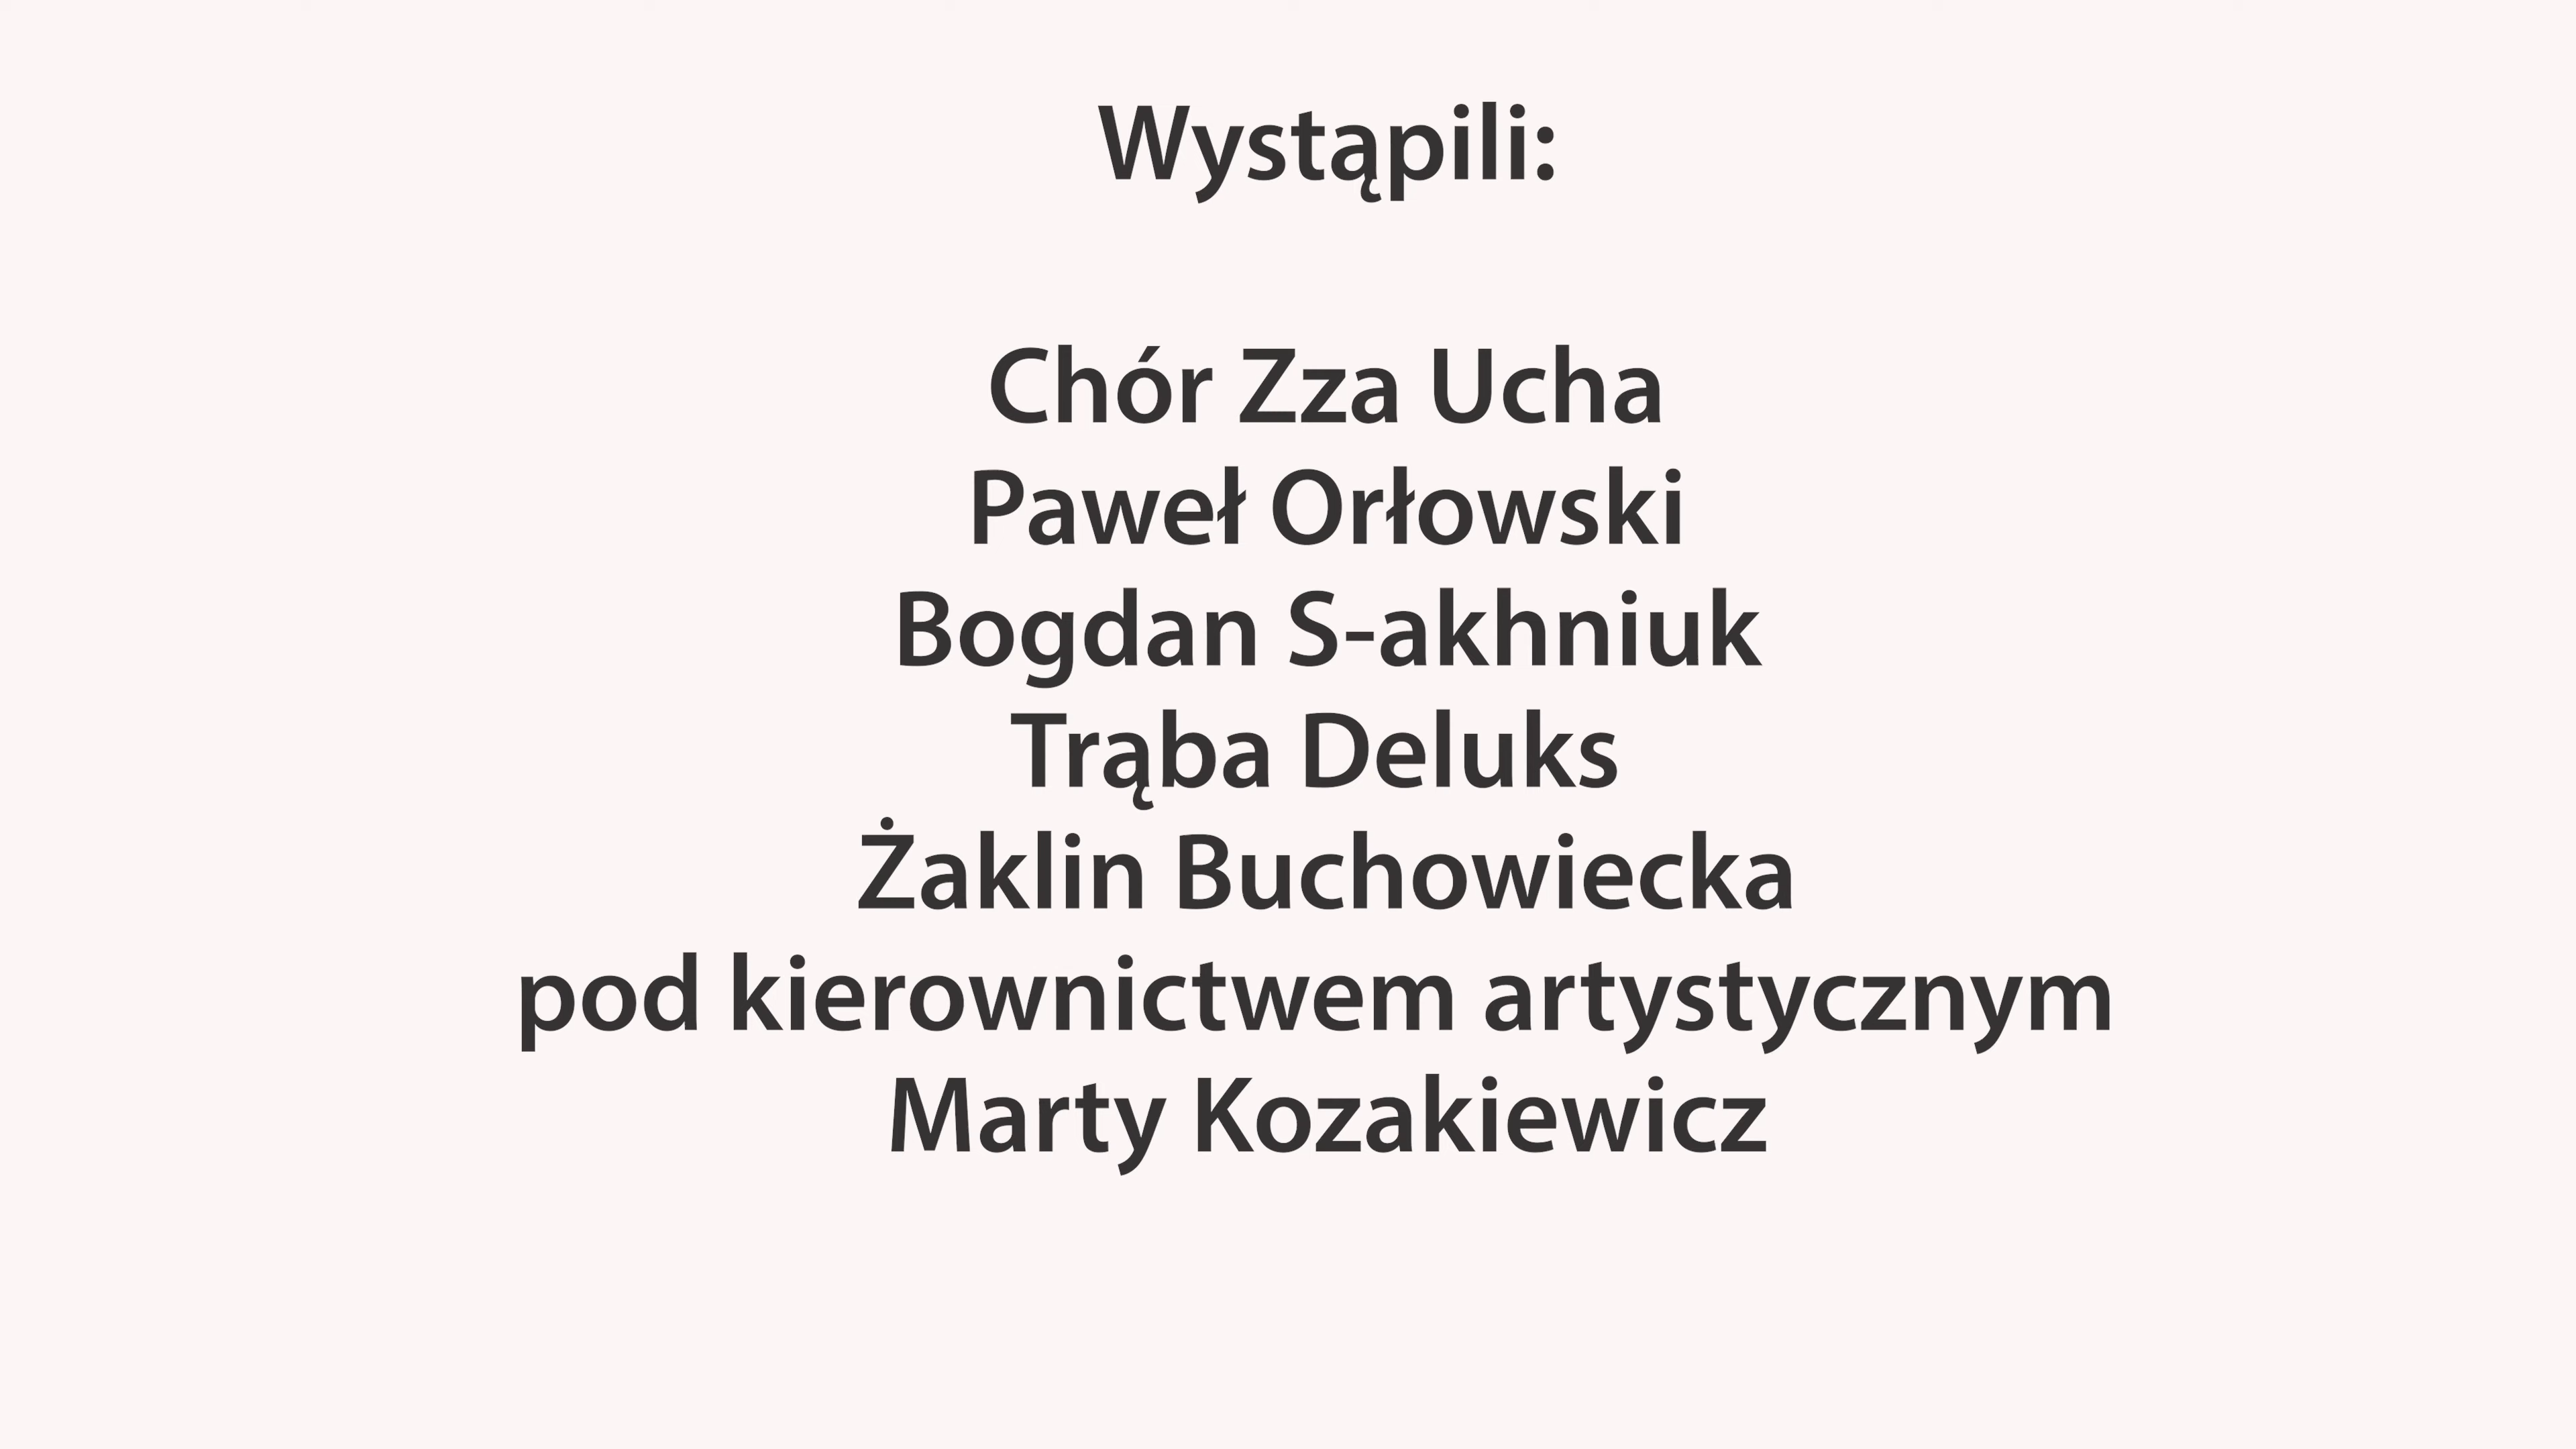 Wystąpili:
Chór Zza Ucha
Paweł Orłowski
Bogdan S-akhniuk
Trąba Deluks
Żaklin Buchowiecka
pod kierownictwem artystycznym
Marty Kozakiewicz